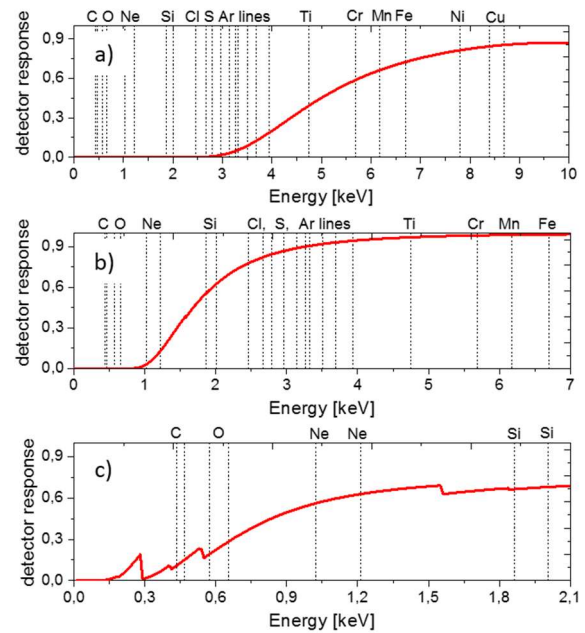 C O Ne Si Cl S Ar lines Ti Cr Mn Fe Ni Cu
a)
detector response
0,9
0,6
0,3
0,0
0 1 2 3 4 5 6 7 8 9 10
Energy [keV]
C O Ne Si Cl, S, Ar lines Ti Cr Mn Fe
b)
detector response
0,9
0,6
0,3
0,0
0 1 2 3 4 5 6 7
Energy [keV]
C O Ne Ne Si Si
c)
detector response
0,9
0,6
0,3
0,0
0,0 0,3 0,6 0,9 1,2 1,5 1,8 2,1
Energy [keV]